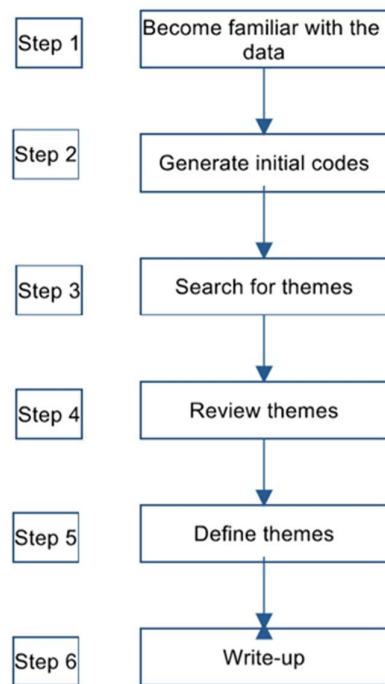 Step 1
Become familiar with the
data
Step 2
Generate initial codes
Step 3
Search for themes
Step 4
Review themes
Step 5
Define themes
Step 6
Write-up